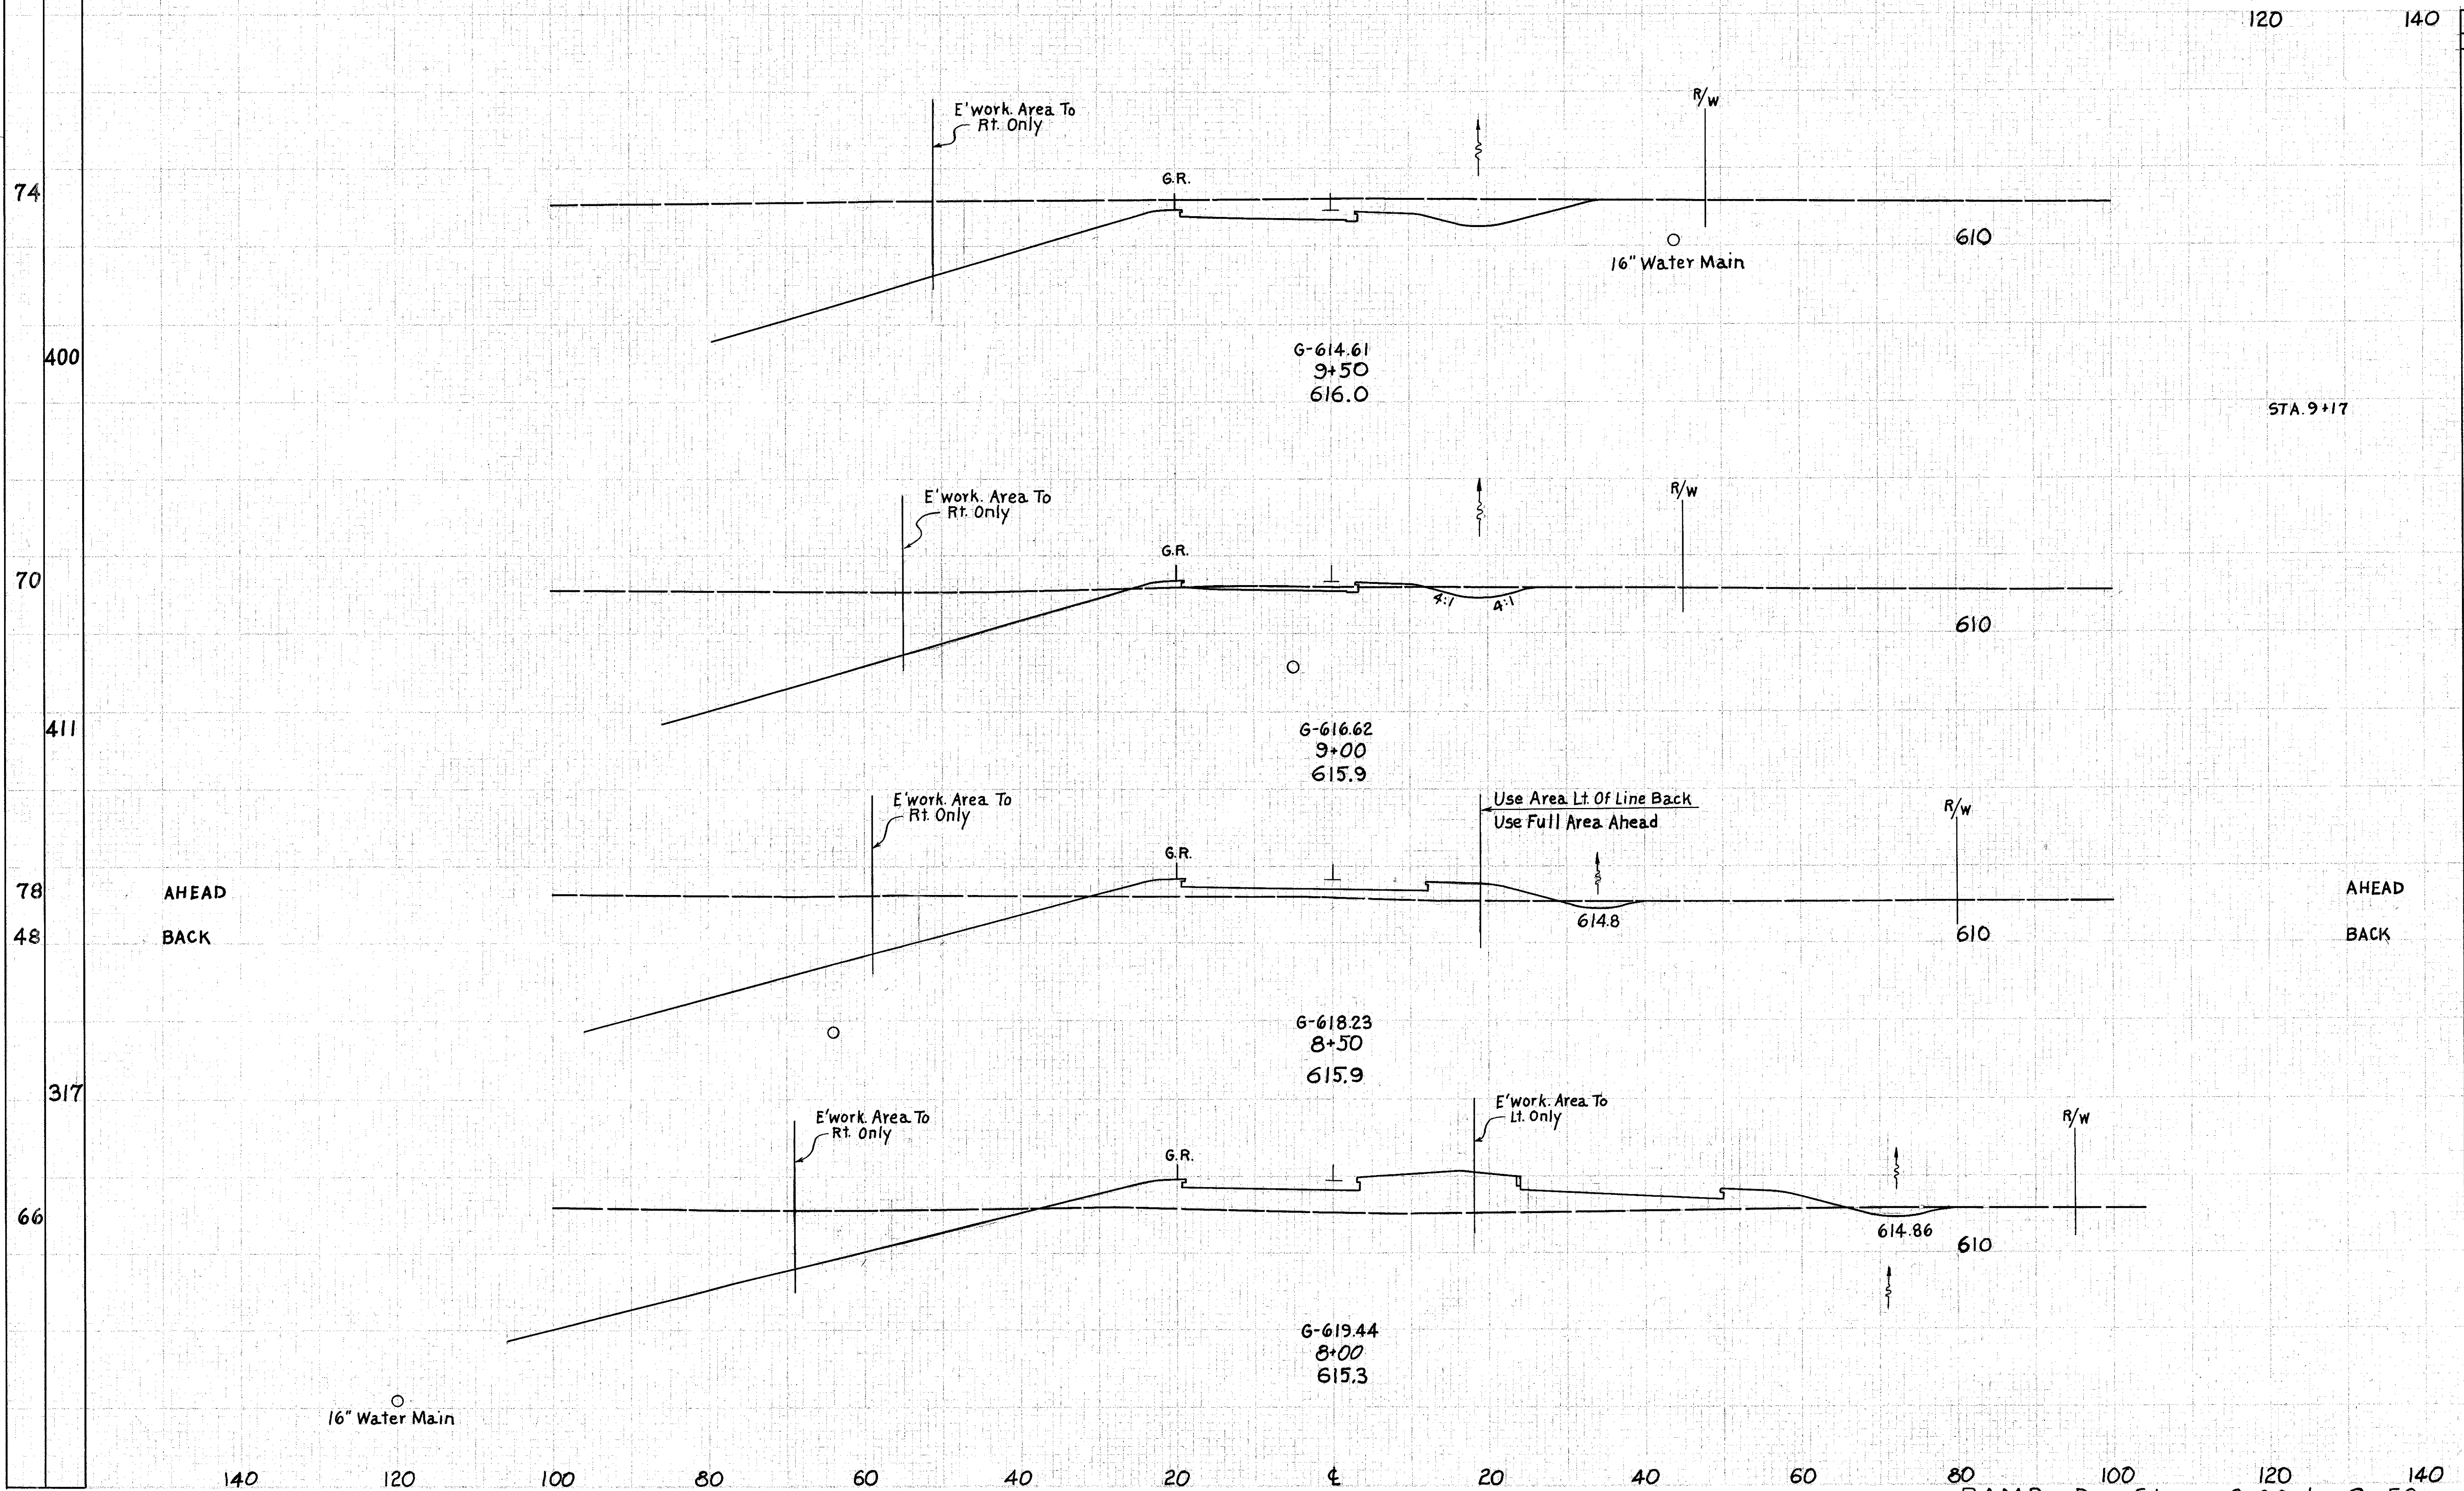 120 140
E'work. Area To
Rt. Only
R/W
74
G.R.
610
16" Water Main
400
G-614.61
9+50
616.0
STA. 9+17
E'work. Area To
Rt. Only
R/W
70
G.R.
4:1 4:1
610
411
G-616.62
9+00
615.9
E'work. Area To
Rt. Only
Use Area Lt. Of Line Back
Use Full Area Ahead
R/W
G.R.
78 AHEAD AHEAD
614.8
48 BACK 610 BACK
G-618.23
8+50
615.9
317
E'work. Area To
Rt. Only
E'work. Area To
Lt. Only
R/W
G.R.
66
614.86
610
G-619.44
8+00
615.3
16" Water Main
140 120 100 80 60 40 20 ℄ 20 40 60 80 100 120 140